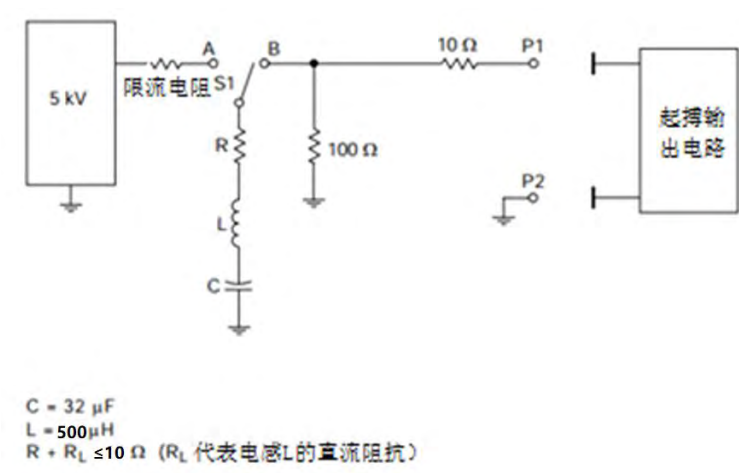 A
B
10 Ω
P1
5 kV
限流电阻
S1
起搏输
出电路
R
100 Ω
P2
L
C
C = 32 μF
L = 500μH
R + RL ≤10 Ω (RL 代表电感L的直流阻抗)